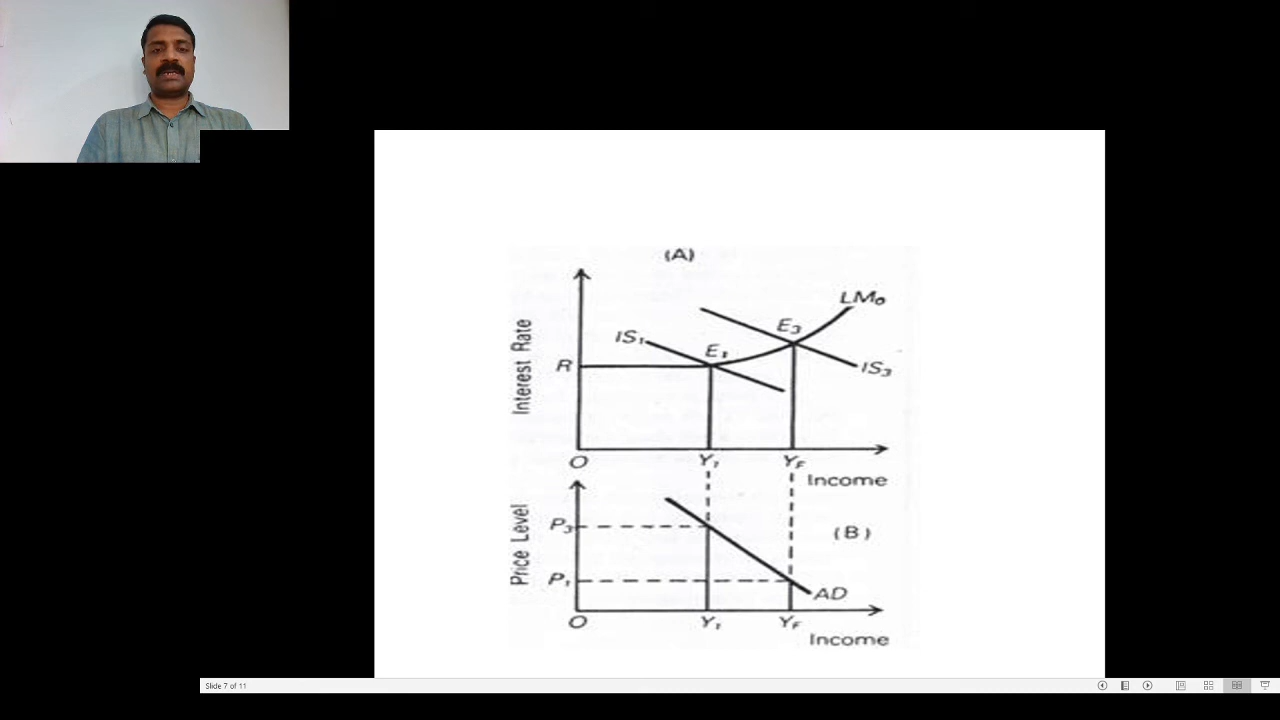 (A)
Interest Rate
LM₀
E₃
IS₁
E₁
R
IS₃
O
Y₁
Y_F
Income
Price Level
P₃
(B)
P₁
AD
O
Y₁
Y_F
Income
Slide 7 of 11